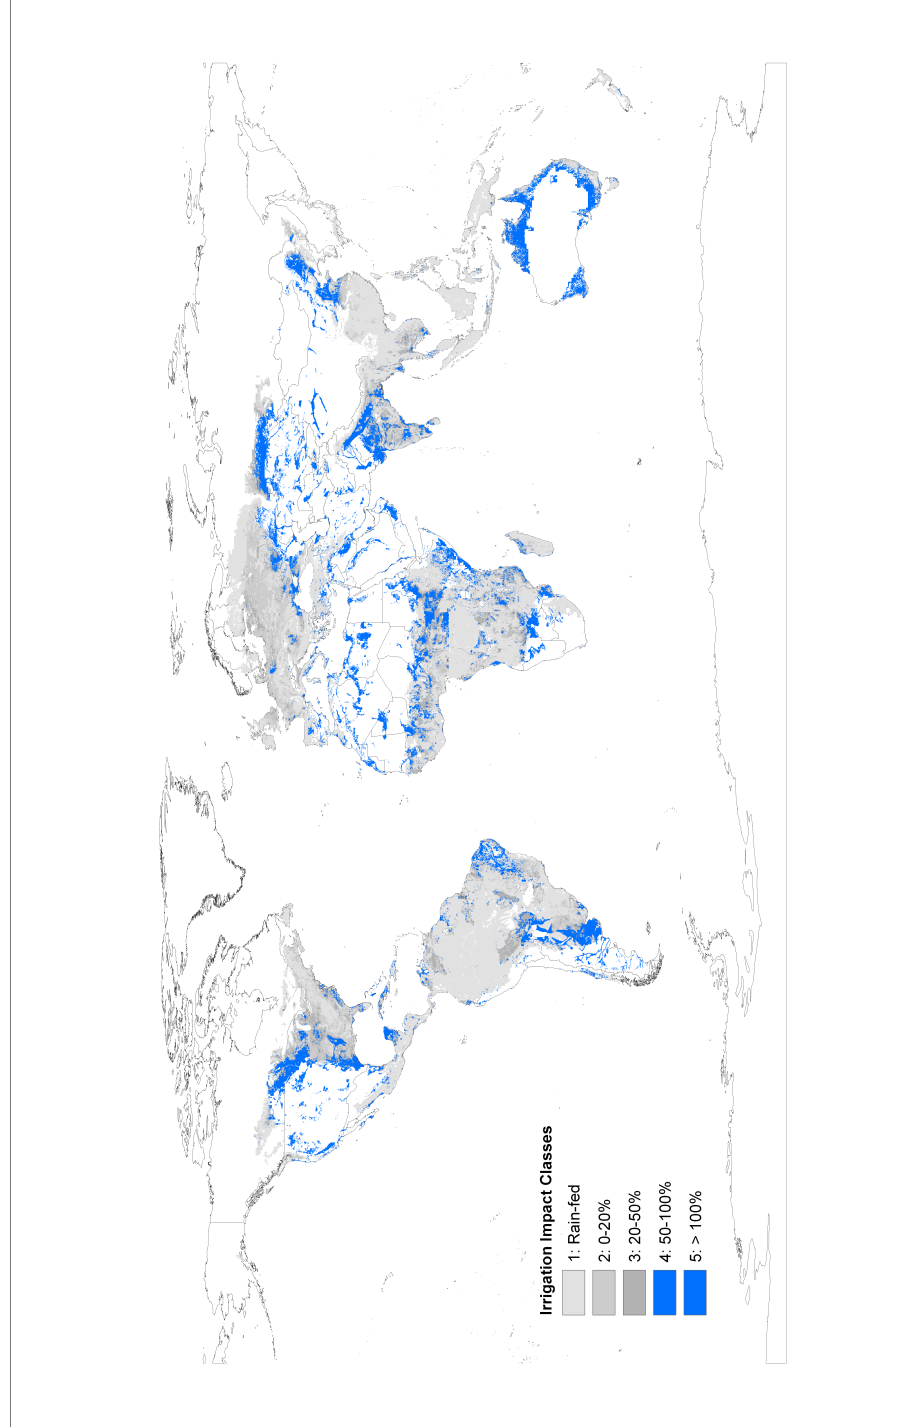 Irrigation Impact Classes
1: Rain-fed
2: 0-20%
3: 20-50%
4: 50-100%
5: > 100%